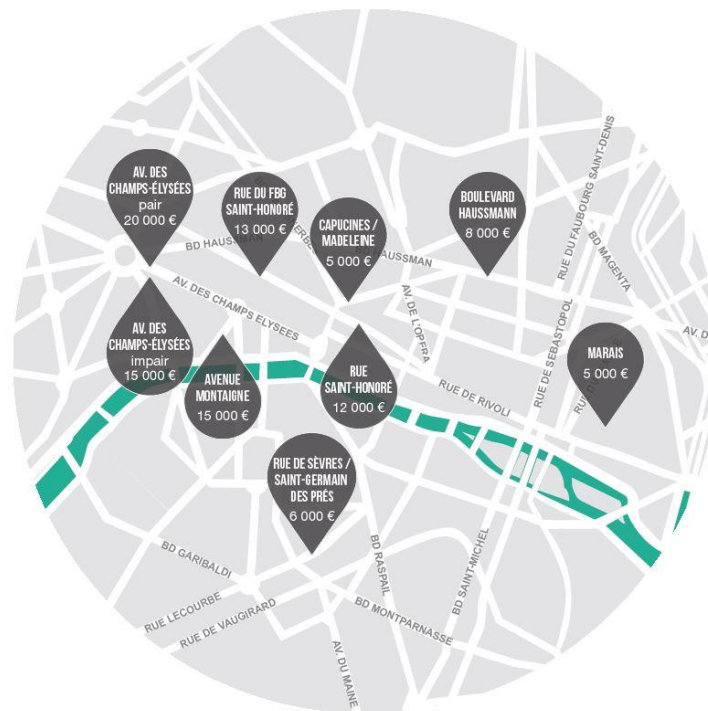 AV. DES
CHAMPS-ÉLYSÉES
pair
20 000 €
RUE DU FBG
SAINT-HONORÉ
13 000 €
CAPUCINES /
MADELEINE
5 000 €
BOULEVARD
HAUSSMANN
8 000 €
RUE DU FAUBOURG SAINT-DENIS
BD MAGENTA
BD HAUSSMAN
HAUSSMAN
AV. DES CHAMPS ELYSEES
AV. DE L'OPFRA
RUE DE SEBASTOPOL
AV. DES
CHAMPS-ÉLYSÉES
impair
15 000 €
AVENUE
MONTAIGNE
15 000 €
RUE
SAINT-HONORÉ
12 000 €
RUE DE RIVOLI
MARAIS
5 000 €
RUE DE SÈVRES /
SAINT-GERMAIN
DES PRÉS
6 000 €
BD GARIBALDI
RUE LECOURBE
RUE DE VAUGIRARD
BD RASPAIL
BD MONTPARNASSE
BD SAINT-MICHEL
AV. DU MAINE